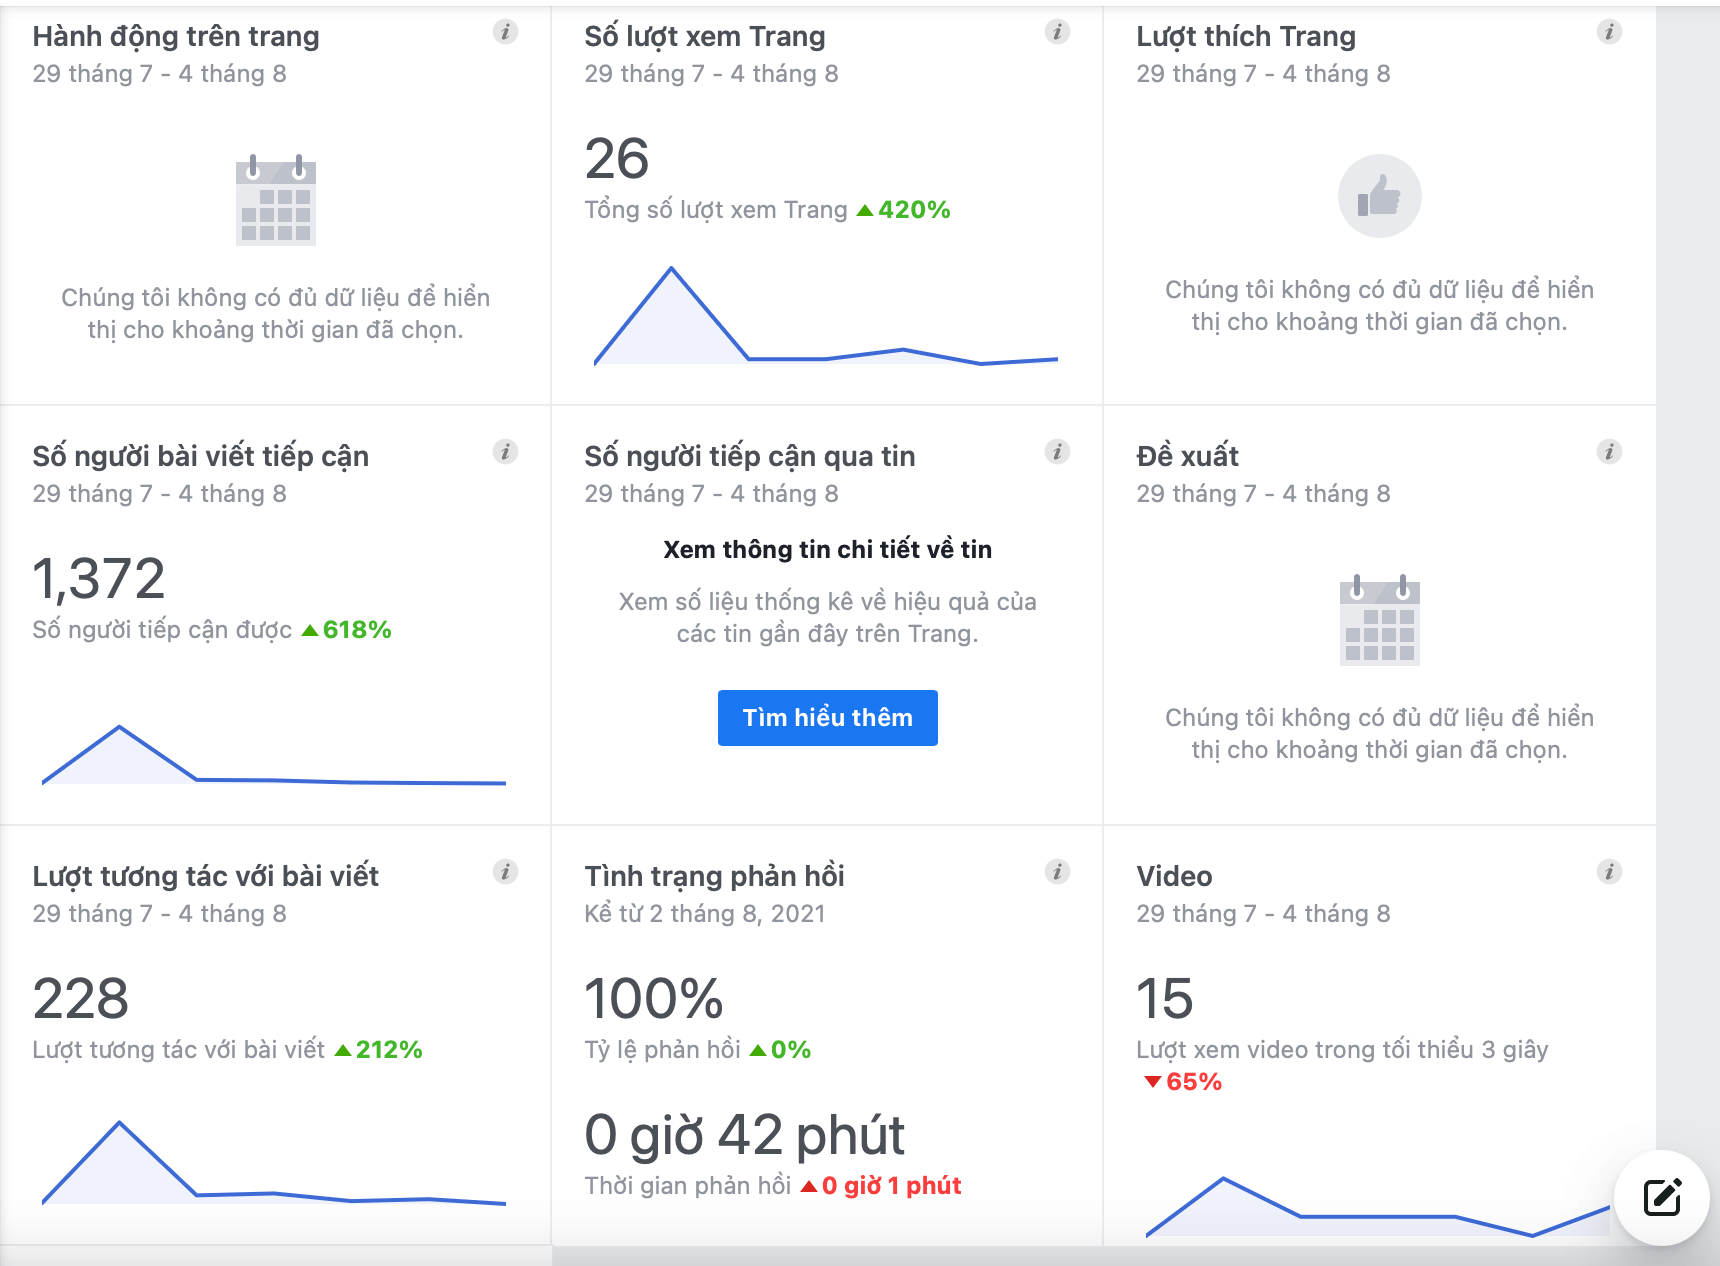 Hành động trên trang
29 tháng 7 - 4 tháng 8
Chúng tôi không có đủ dữ liệu để hiển
thị cho khoảng thời gian đã chọn.
Số lượt xem Trang
29 tháng 7 - 4 tháng 8
26
Tổng số lượt xem Trang ▲420%
Lượt thích Trang
29 tháng 7 - 4 tháng 8
Chúng tôi không có đủ dữ liệu để hiển
thị cho khoảng thời gian đã chọn.
Số người bài viết tiếp cận
29 tháng 7 - 4 tháng 8
1,372
Số người tiếp cận được ▲618%
Số người tiếp cận qua tin
29 tháng 7 - 4 tháng 8
Xem thông tin chi tiết về tin
Xem số liệu thống kê về hiệu quả của
các tin gần đây trên Trang.
Tìm hiểu thêm
Đề xuất
29 tháng 7 - 4 tháng 8
Chúng tôi không có đủ dữ liệu để hiển
thị cho khoảng thời gian đã chọn.
Lượt tương tác với bài viết
29 tháng 7 - 4 tháng 8
228
Lượt tương tác với bài viết ▲212%
Tình trạng phản hồi
Kể từ 2 tháng 8, 2021
100%
Tỷ lệ phản hồi ▲0%
0 giờ 42 phút
Thời gian phản hồi ▲0 giờ 1 phút
Video
29 tháng 7 - 4 tháng 8
15
Lượt xem video trong tối thiểu 3 giây
▼65%